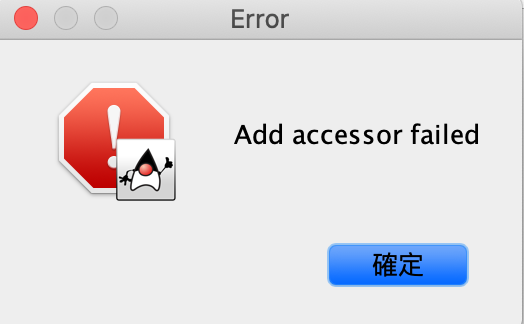 Error
Add accessor failed
確定